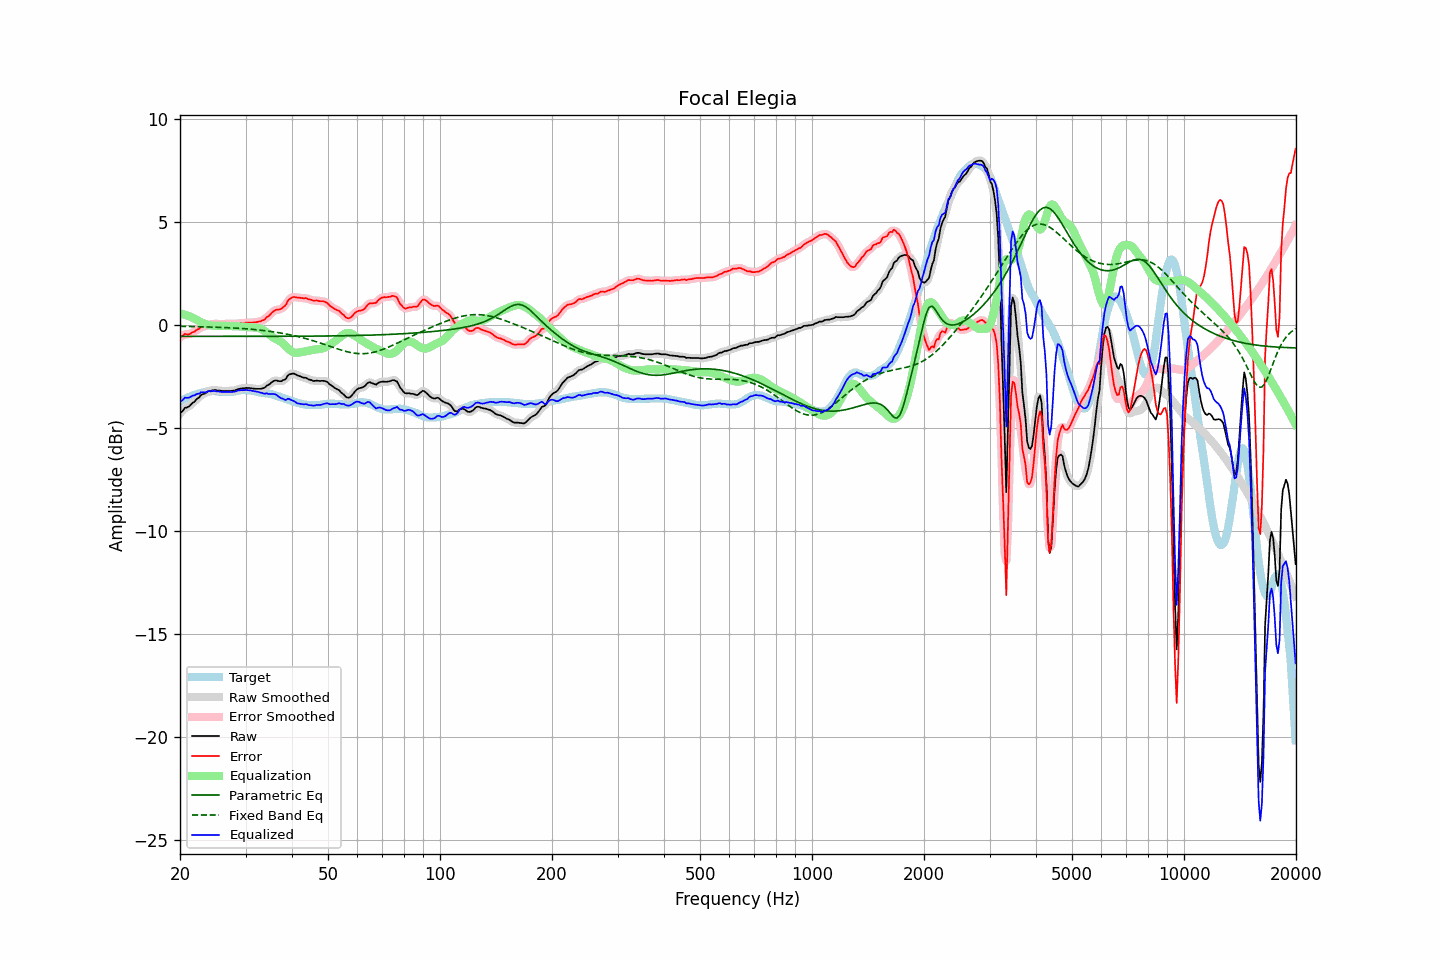 Focal Elegia
Amplitude (dBr)
10
5
0
−5
−10
−15
−20
−25
Target
Raw Smoothed
Error Smoothed
Raw
Error
Equalization
Parametric Eq
Fixed Band Eq
Equalized
20 50 100 200 500 1000 2000 5000 10000 20000
Frequency (Hz)